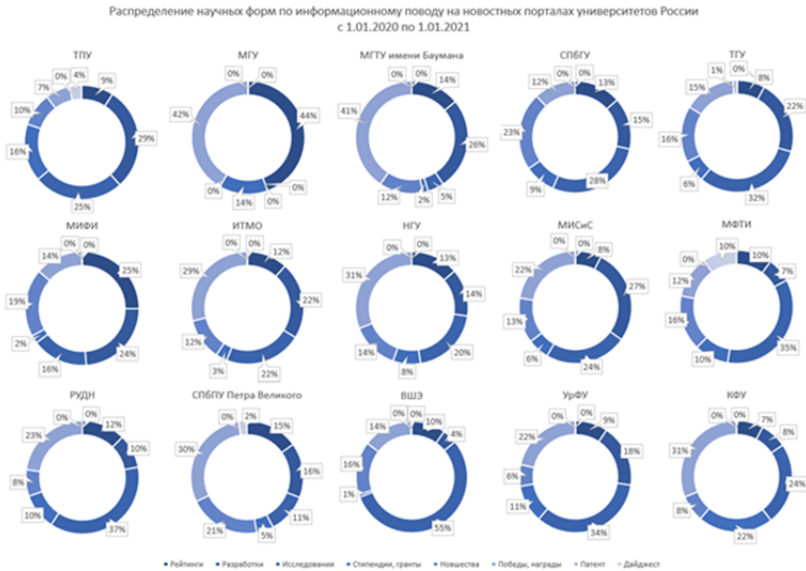 Распределение научных форм по информационному поводу на новостных порталах университетов России
с 1.01.2020 по 1.01.2021
ТПУ
0% 4% 9% 29% 25% 16% 10% 7%
МГУ
0% 0% 44% 0% 0% 14% 0% 42%
МГТУ имени Баумана
0% 0% 14% 26% 5% 2% 12% 41%
СПбГУ
0% 0% 13% 15% 28% 9% 23% 12%
ТГУ
1% 0% 8% 22% 32% 6% 16% 15%
МИФИ
0% 0% 25% 24% 16% 2% 19% 14%
ИТМО
0% 0% 12% 22% 22% 3% 12% 29%
НГУ
0% 0% 13% 14% 20% 8% 14% 31%
МИСиС
0% 0% 8% 27% 24% 6% 13% 22%
МФТИ
0% 10% 10% 7% 35% 10% 16% 12%
РУДН
0% 0% 12% 10% 37% 10% 8% 23%
СПбПУ Петра Великого
0% 2% 15% 16% 11% 5% 21% 30%
ВШЭ
0% 0% 10% 4% 55% 1% 16% 14%
УрФУ
0% 0% 9% 18% 34% 11% 6% 22%
КФУ
0% 0% 7% 8% 24% 22% 8% 31%
Рейтинги Разработки Исследования Стипендии, гранты Новшества Победы, награды Патент Дайджест